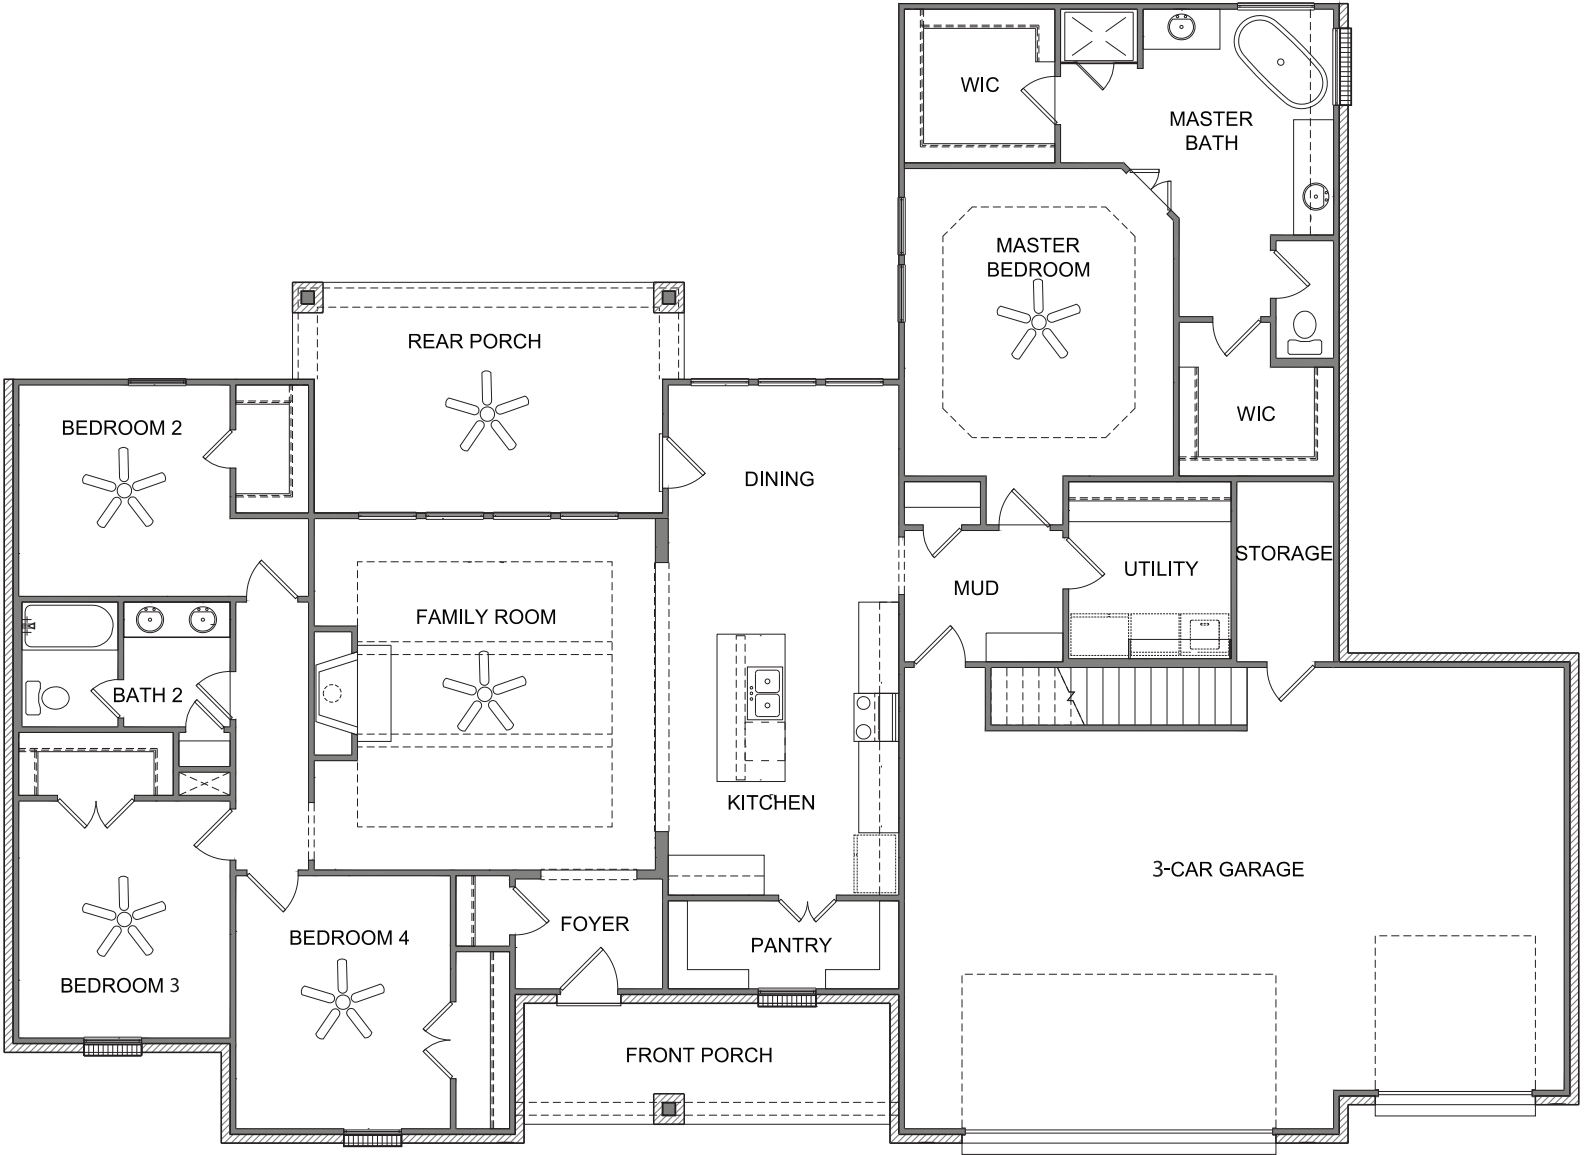 WIC
MASTER
BATH
MASTER
BEDROOM
REAR PORCH
WIC
BEDROOM 2
DINING
STORAGE
UTILITY
MUD
FAMILY ROOM
BATH 2
KITCHEN
3-CAR GARAGE
FOYER
BEDROOM 4
PANTRY
BEDROOM 3
FRONT PORCH